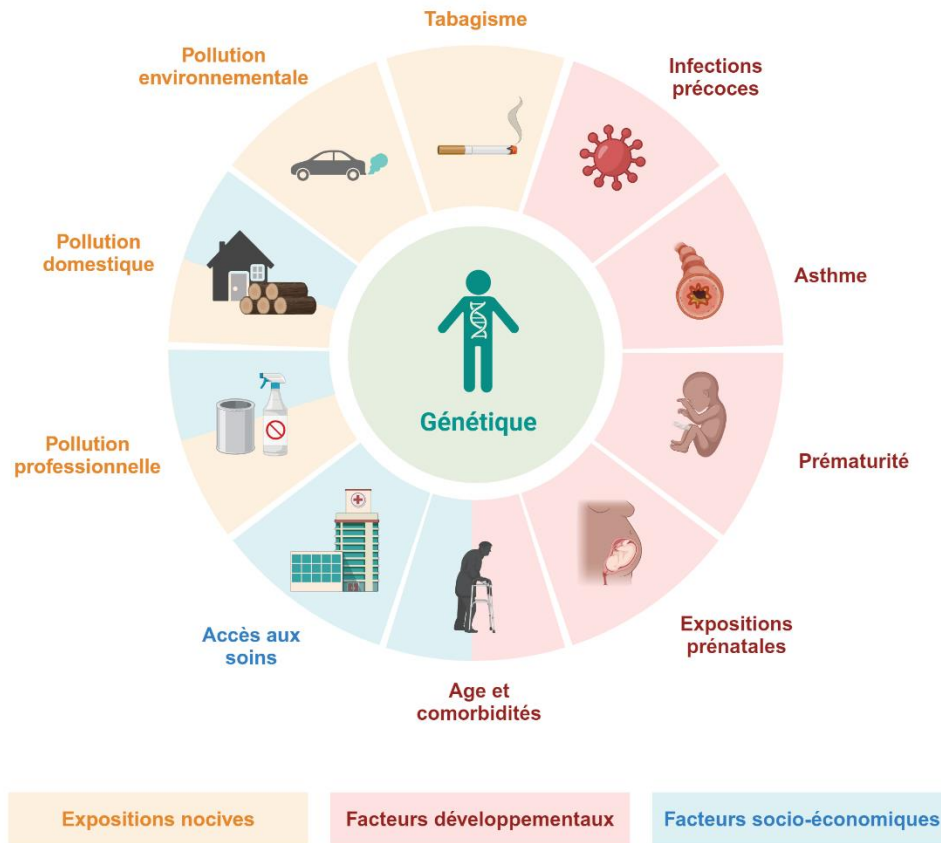 Tabagisme
Pollution
environnementale
Infections
précoces
Pollution
domestique
Asthme
Génétique
Pollution
professionnelle
Prématurité
Accès aux
soins
Expositions
prénatales
Age et
comorbidités
Expositions nocives
Facteurs développementaux
Facteurs socio-économiques